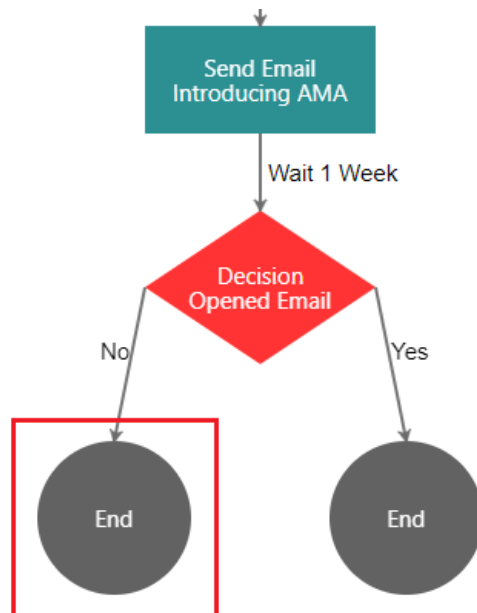 Send Email
Introducing AMA
Wait 1 Week
Decision
Opened Email
No
Yes
End
End